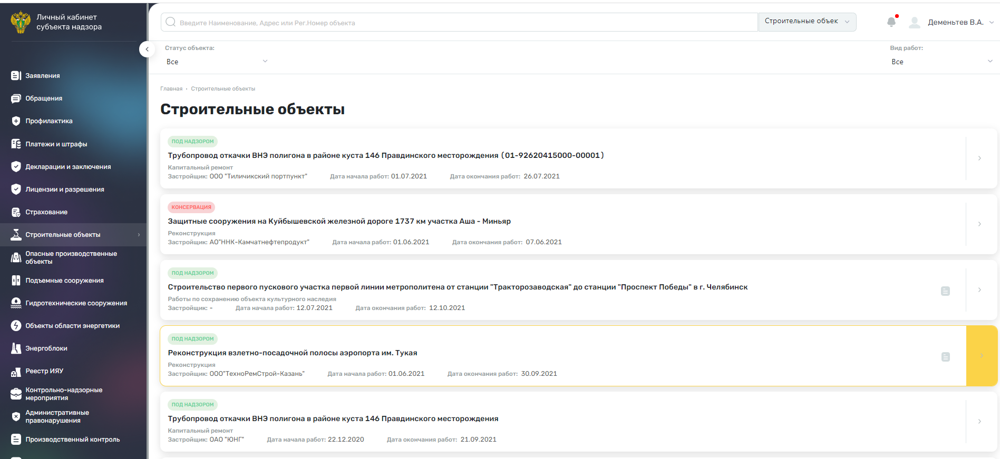 Личный кабинет
субъекта надзора
Заявления
Обращения
Профилактика
Платежи и штрафы
Декларации и заключения
Лицензии и разрешения
Страхование
Строительные объекты
Опасные производственные
объекты
Подъемные сооружения
Гидротехнические сооружения
Объекты области энергетики
Энергоблоки
Реестр ИЯУ
Контрольно-надзорные
мероприятия
Административные
правонарушения
Производственный контроль
Введите Наименование, Адрес или Рег.Номер объекта
Строительные объек
Деменьтев В.А.
Статус объекта:
Все
Вид работ:
Все
Главная • Строительные объекты
Строительные объекты
ПОД НАДЗОРОМ
Трубопровод откачки ВНЭ полигона в районе куста 146 Правдинского месторождения (01-92620415000-00001)
Капитальный ремонт
Застройщик: ООО "Тиличикский портпункт" Дата начала работ: 01.07.2021 Дата окончания работ: 26.07.2021
КОНСЕРВАЦИЯ
Защитные сооружения на Куйбышевской железной дороге 1737 км участка Аша - Миньяр
Реконструкция
Застройщик: АО"ННК-Камчатнефтепродукт" Дата начала работ: 01.06.2021 Дата окончания работ: 07.06.2021
ПОД НАДЗОРОМ
Строительство первого пускового участка первой линии метрополитена от станции "Тракторозаводская" до станции "Проспект Победы" в г. Челябинск
Работы по сохранению объекта культурного наследия
Застройщик: - Дата начала работ: 12.07.2021 Дата окончания работ: 12.10.2021
ПОД НАДЗОРОМ
Реконструкция взлетно-посадочной полосы аэропорта им. Тукая
Реконструкция
Застройщик: ООО"ТехноРемСтрой-Казань" Дата начала работ: 01.06.2021 Дата окончания работ: 30.09.2021
ПОД НАДЗОРОМ
Трубопровод откачки ВНЭ полигона в районе куста 146 Правдинского месторождения
Капитальный ремонт
Застройщик: ОАО "ЮНГ" Дата начала работ: 22.12.2020 Дата окончания работ: 21.09.2021